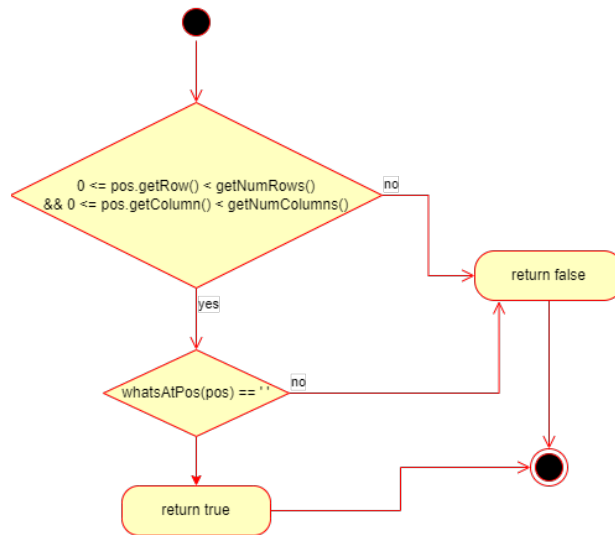 0 <= pos.getRow() < getNumRows()
&& 0 <= pos.getColumn() < getNumColumns()
no
return false
yes
whatsAtPos(pos) == ' '
no
return true